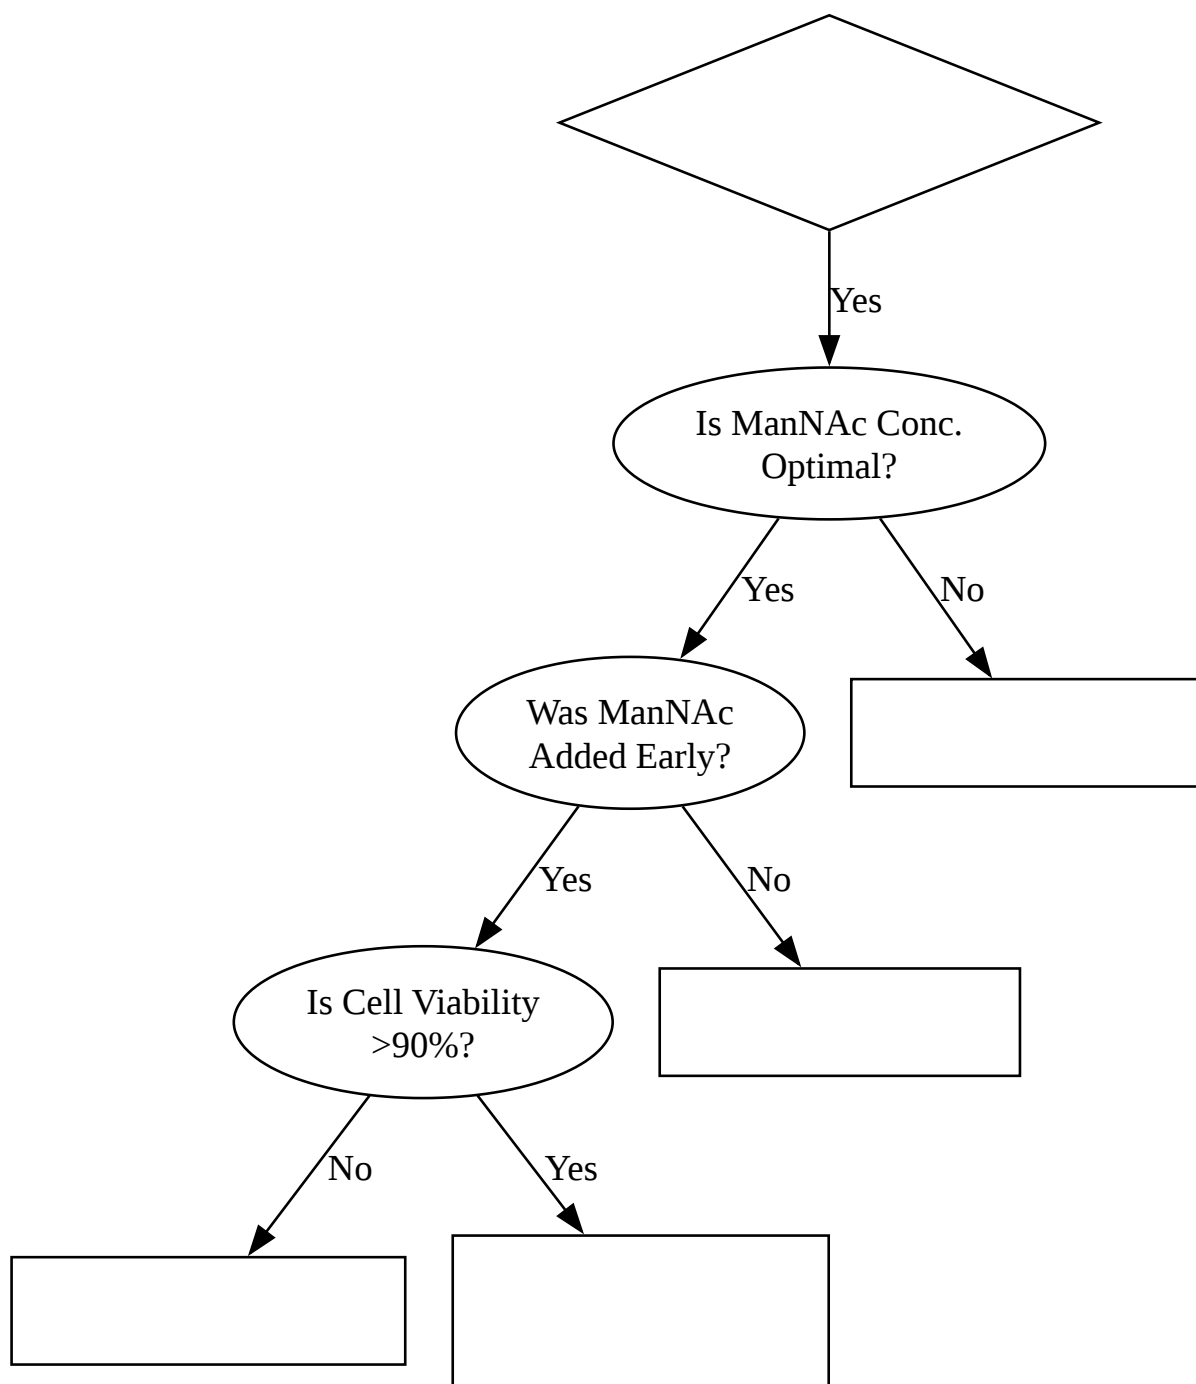 Yes
Is ManNAc Conc.
Optimal?
Yes
No
Was ManNAc
Added Early?
Yes
No
Is Cell Viability
>90%?
No
Yes